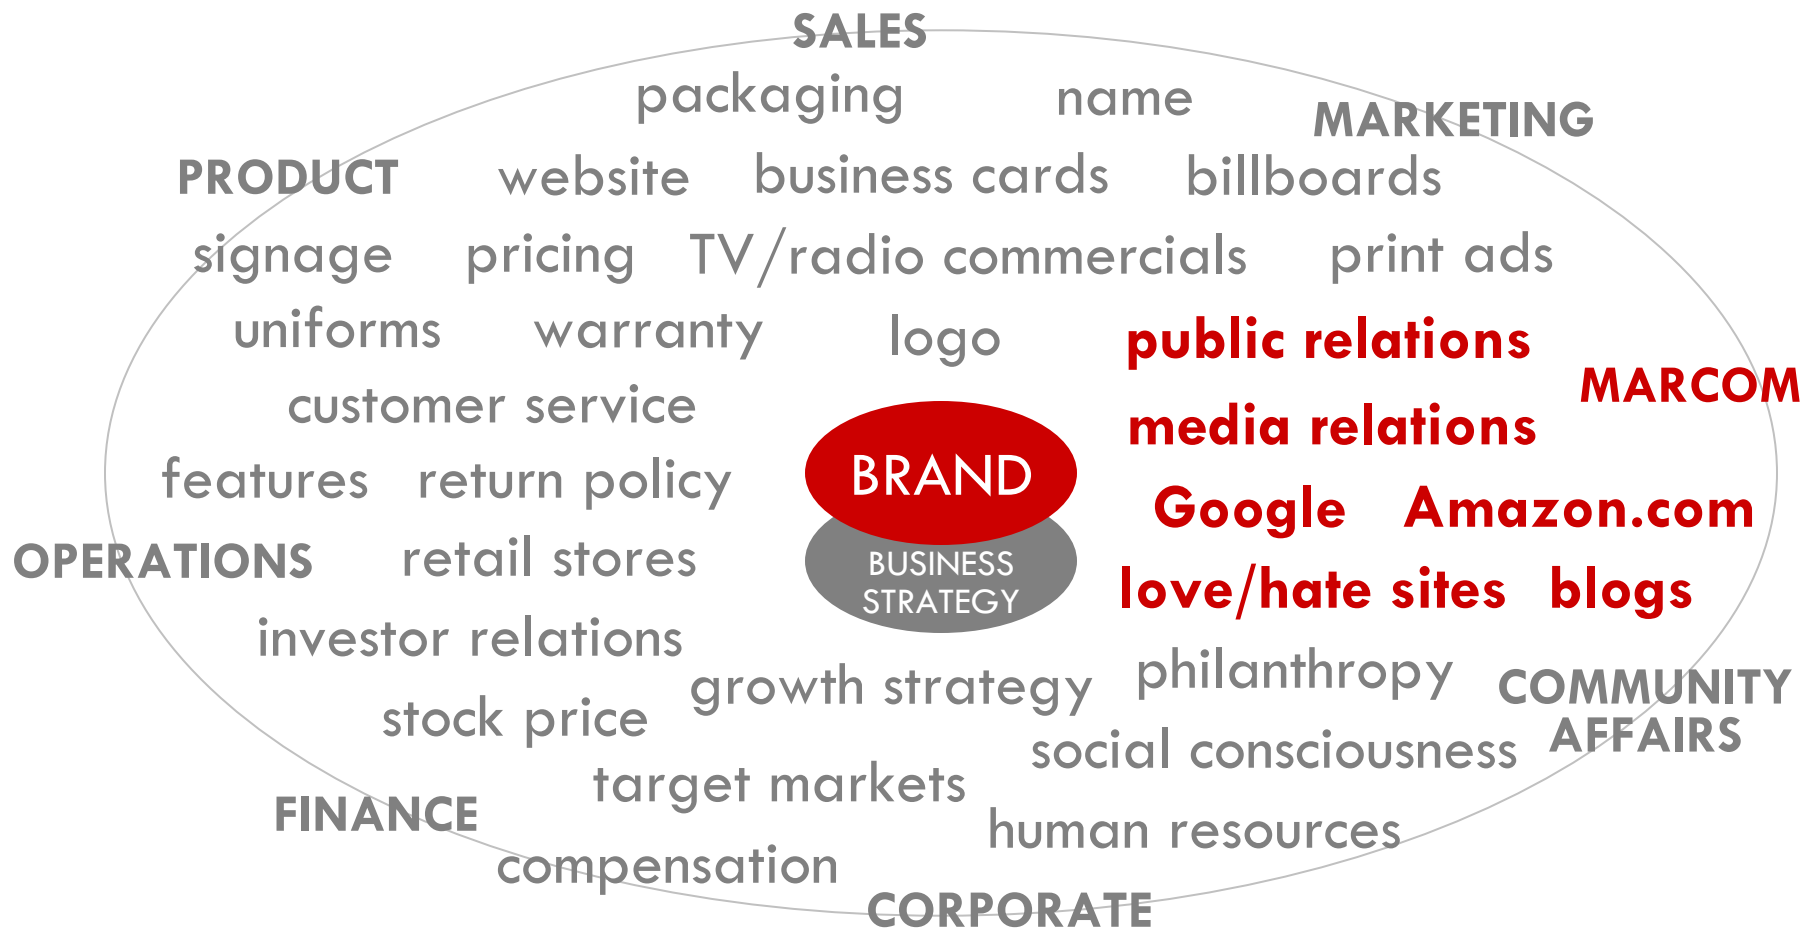 SALES
packaging name
MARKETING
PRODUCT website business cards billboards
signage pricing TV/radio commercials print ads
uniforms warranty logo public relations
MARCOM
customer service media relations
BRAND
features return policy Google Amazon.com
OPERATIONS retail stores BUSINESS
STRATEGY
love/hate sites blogs
investor relations
growth strategy philanthropy COMMUNITY
AFFAIRS
stock price social consciousness
target markets
FINANCE human resources
compensation
CORPORATE